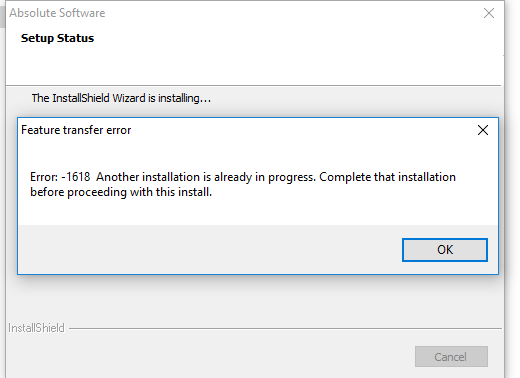 Absolute Software
Setup Status
The InstallShield Wizard is installing...
Feature transfer error
Error: -1618  Another installation is already in progress. Complete that installation
before proceeding with this install.
OK
InstallShield
Cancel